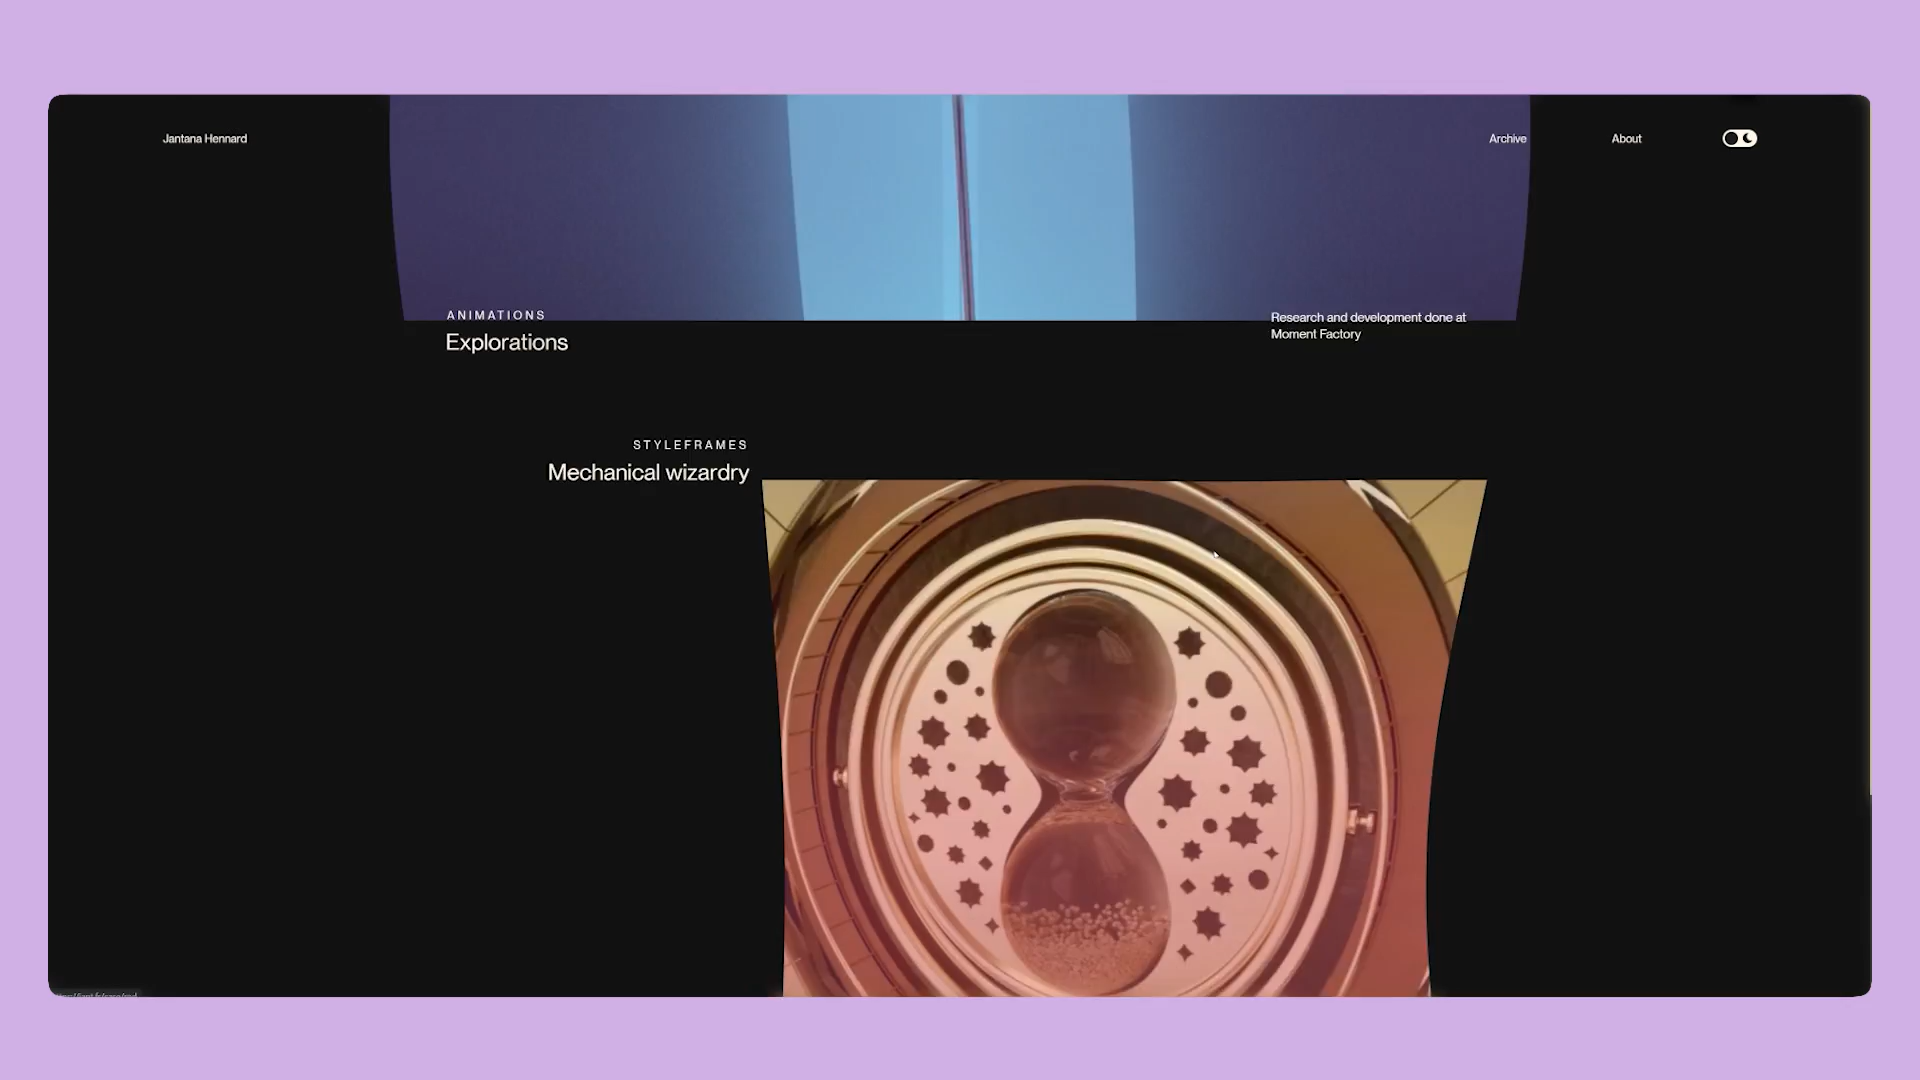 Jantana Hennard
Archive
About
ANIMATIONS
Explorations
Research and development done at
Moment Factory
STYLEFRAMES
Mechanical wizardry